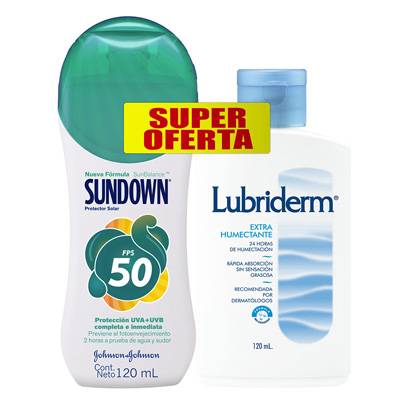 SUPER
OFERTA
Nueva Fórmula SunBalance™
SUNDOWN®
Protector Solar
FPS
50
Protección UVA+UVB
completa e inmediata
Previene el fotoenvejecimiento
2 horas a prueba de agua y sudor
Johnson & Johnson
Cont.
Neto 120 mL
Lubriderm®
EXTRA
HUMECTANTE
24 HORAS
DE HUMECTACIÓN
RÁPIDA ABSORCIÓN
SIN SENSACIÓN
GRASOSA
RECOMENDADA
POR
DERMATÓLOGOS
120 mL